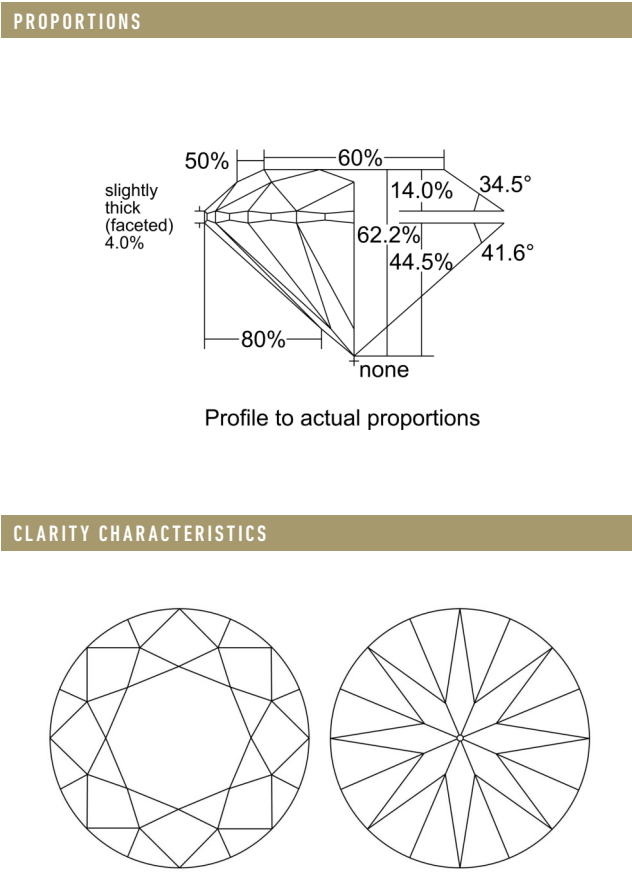 PROPORTIONS
50%
60%
slightly
thick
(faceted)
4.0%
14.0%
34.5°
62.2%
44.5%
41.6°
80%
none
Profile to actual proportions
CLARITY CHARACTERISTICS